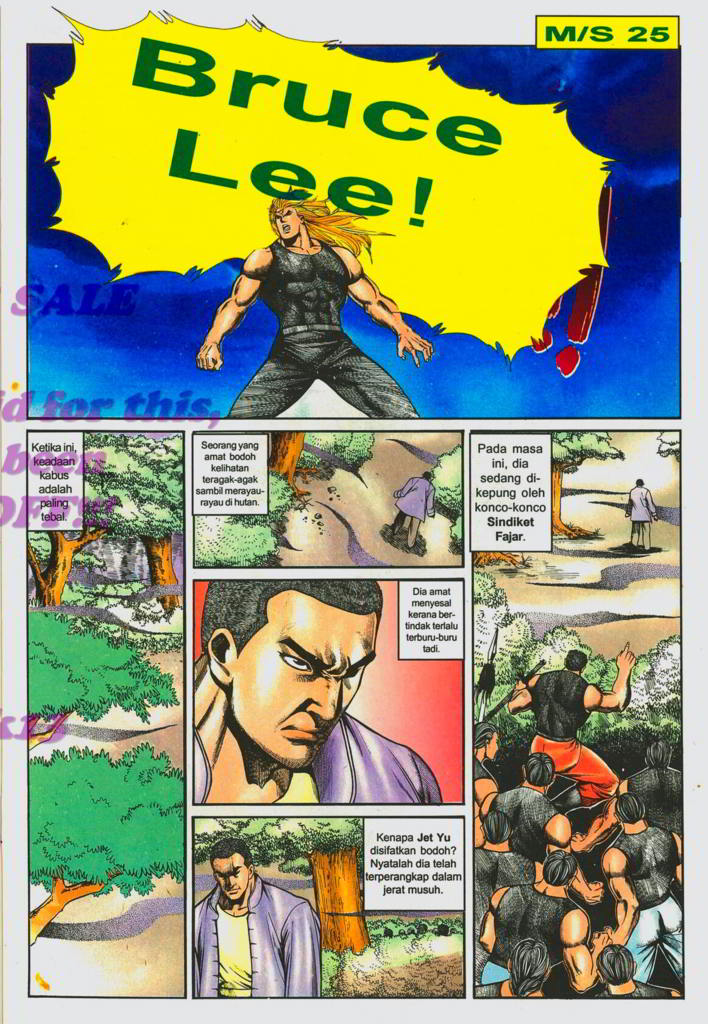 M/S 25
Bruce
Lee!
SALE
id for this,
Ketika ini,
keadaan
kabus
adalah
paling
tebal.
Seorang yang
amat bodoh
kelihatan
teragak-agak
sambil merayau-
rayau di hutan.
Pada masa
ini, dia
sedang di-
kepung oleh
konco-konco
Sindiket
Fajar.
Dia amat
menyesal
kerana ber-
tindak terlalu
terburu-buru
tadi.
Kenapa Jet Yu
disifatkan bodoh?
Nyatalah dia telah
terperangkap dalam
jerat musuh.